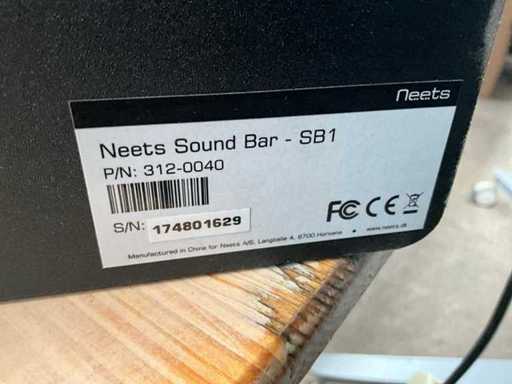 Neets
Neets Sound Bar - SB1
P/N: 312-0040
S/N: 174801629
FC CE
Manufactured in China for Neets A/S, Langballe 4, 8700 Horsens • www.neets.dk